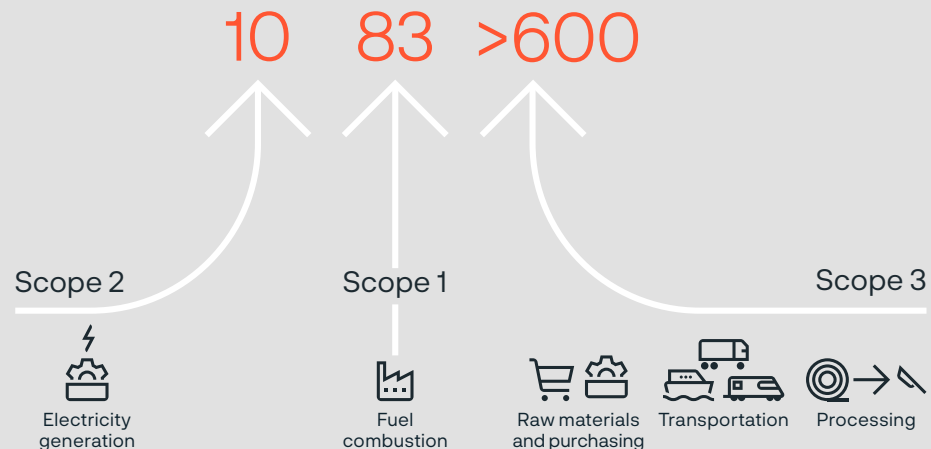 10 83 >600
Scope 2 Scope 1 Scope 3
Electricity
generation
Fuel
combustion
Raw materials
and purchasing
Transportation
Processing